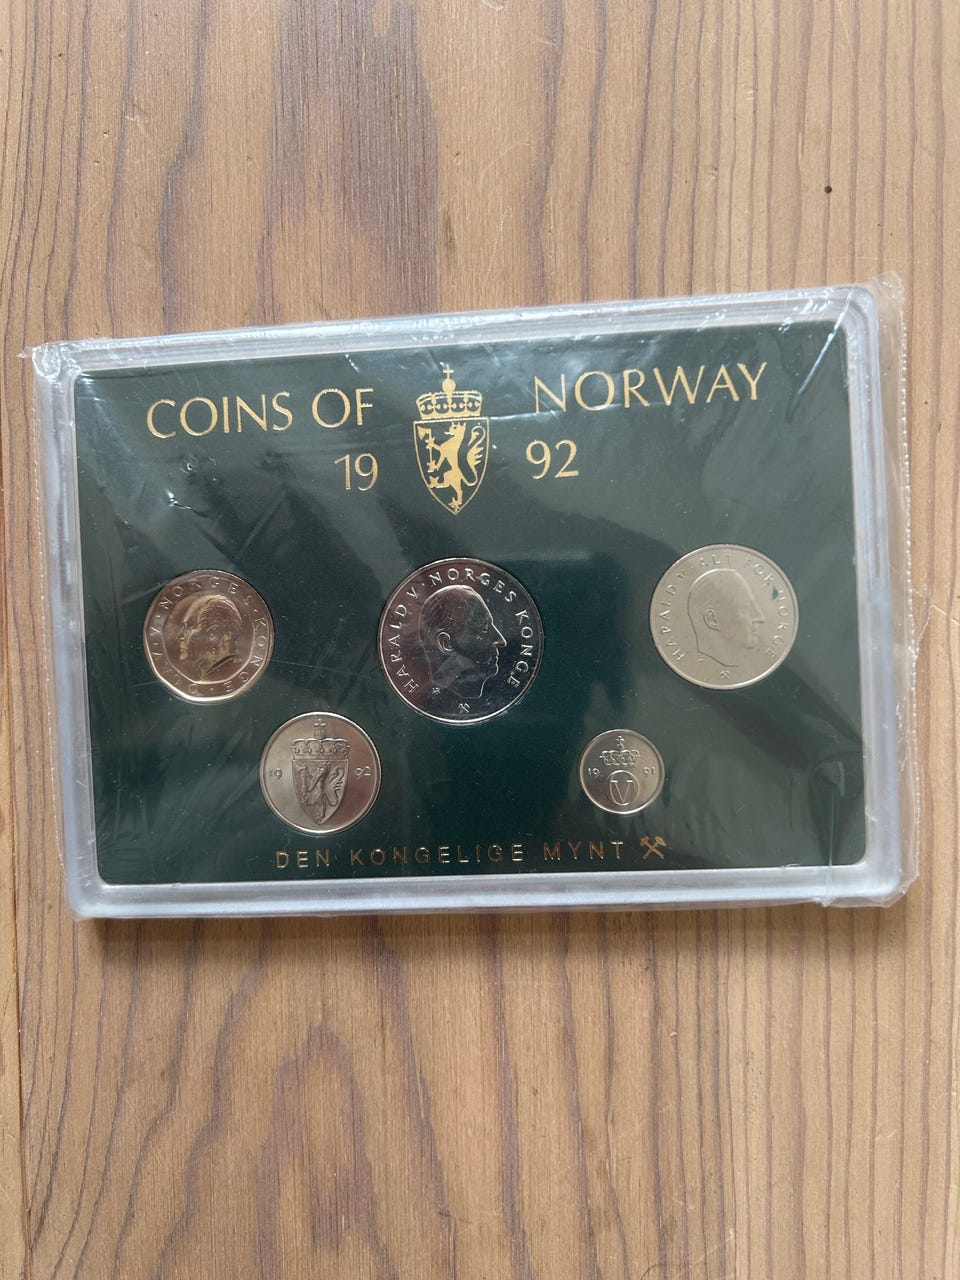 COINS OF NORWAY
19 92
OLAV·V·NORGES·KONGE
HARALD V·NORGES KONGE
HARALD V·ALT FOR NORGE
19 92
19 91
V
DEN KONGELIGE MYNT